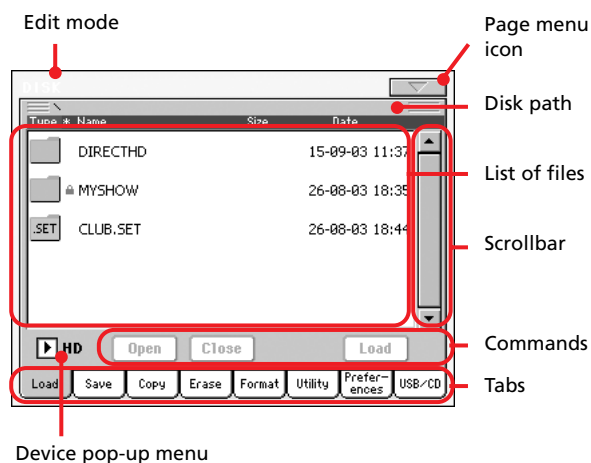 Edit mode
Page menu
icon
DISK
Disk path
\
Type * Name Size Date
DIRECTHD 15-09-03 11:37
List of files
MYSHOW 26-08-03 18:35
.SET CLUB.SET 26-08-03 18:44
Scrollbar
HD Open Close Load
Commands
Load Save Copy Erase Format Utility Prefer-
ences USB/CD
Tabs
Device pop-up menu